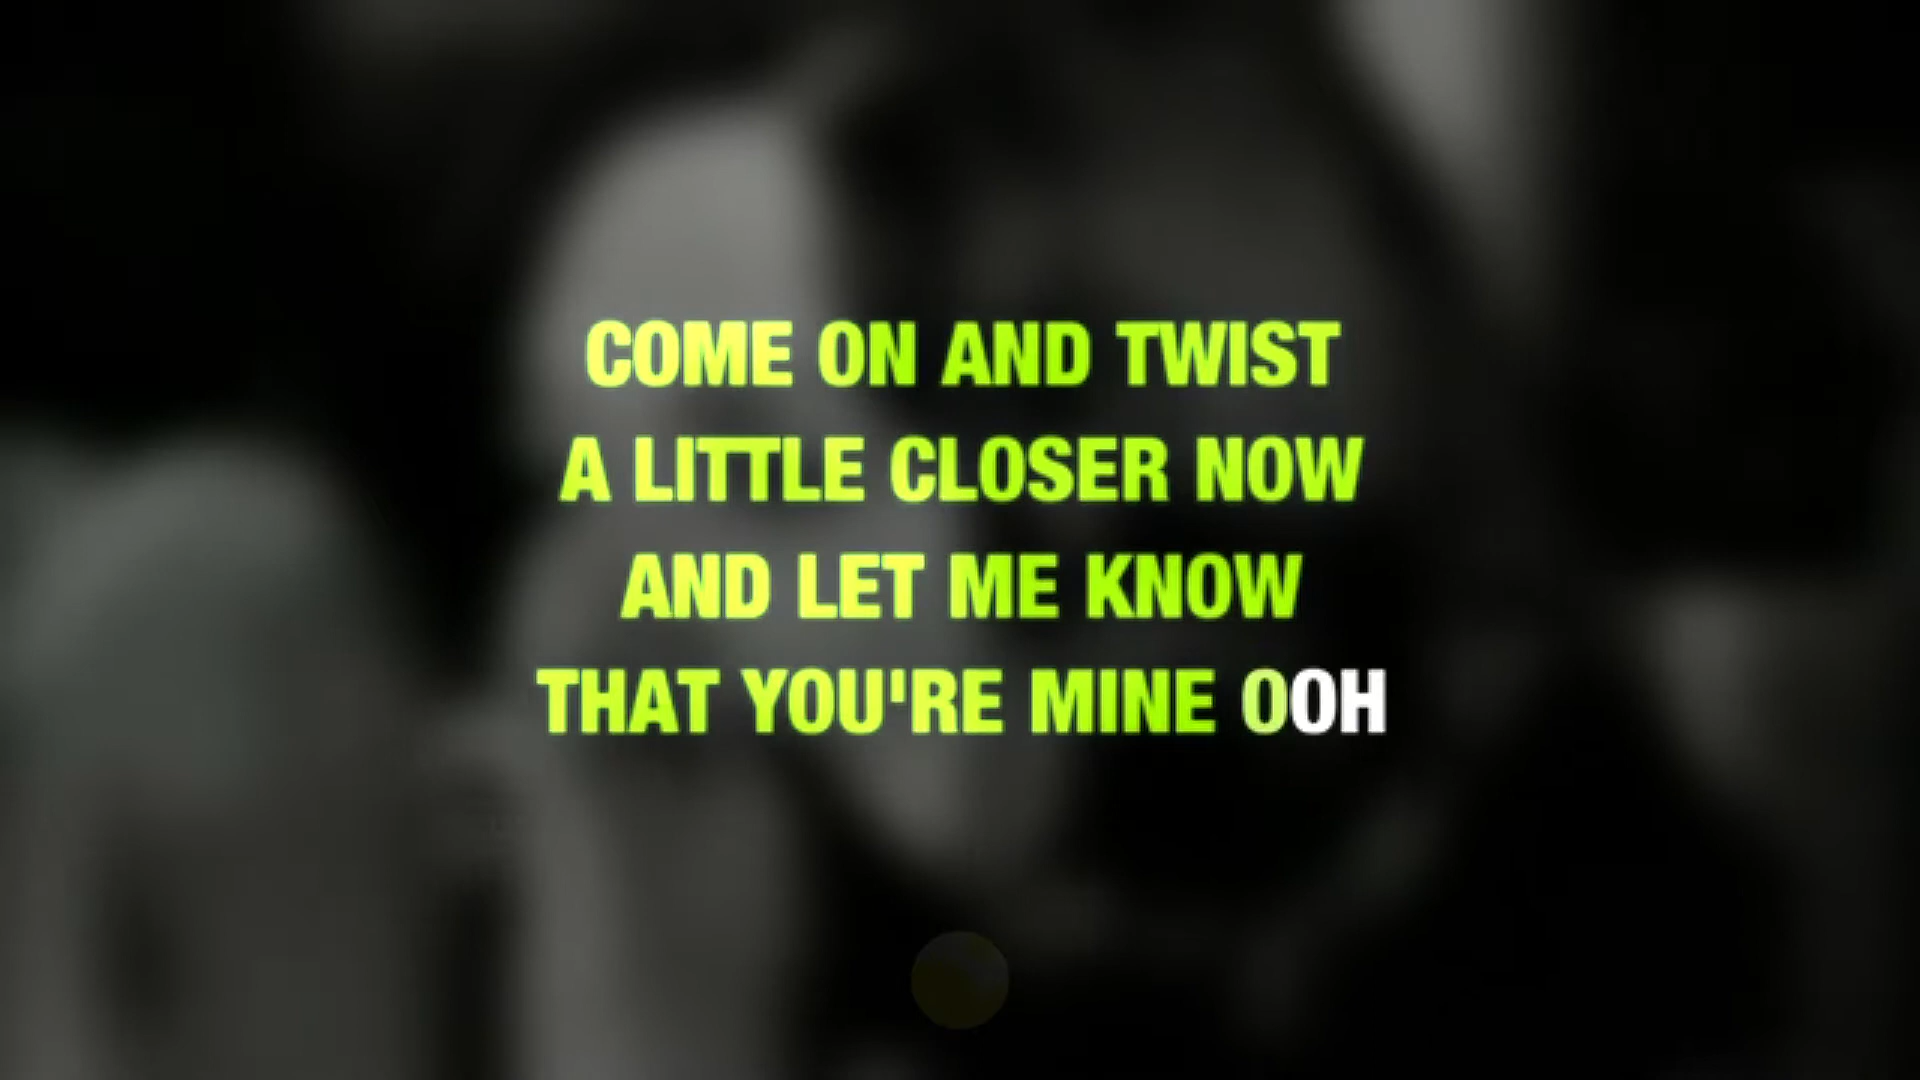 COME ON AND TWIST
A LITTLE CLOSER NOW
AND LET ME KNOW
THAT YOU'RE MINE OOH